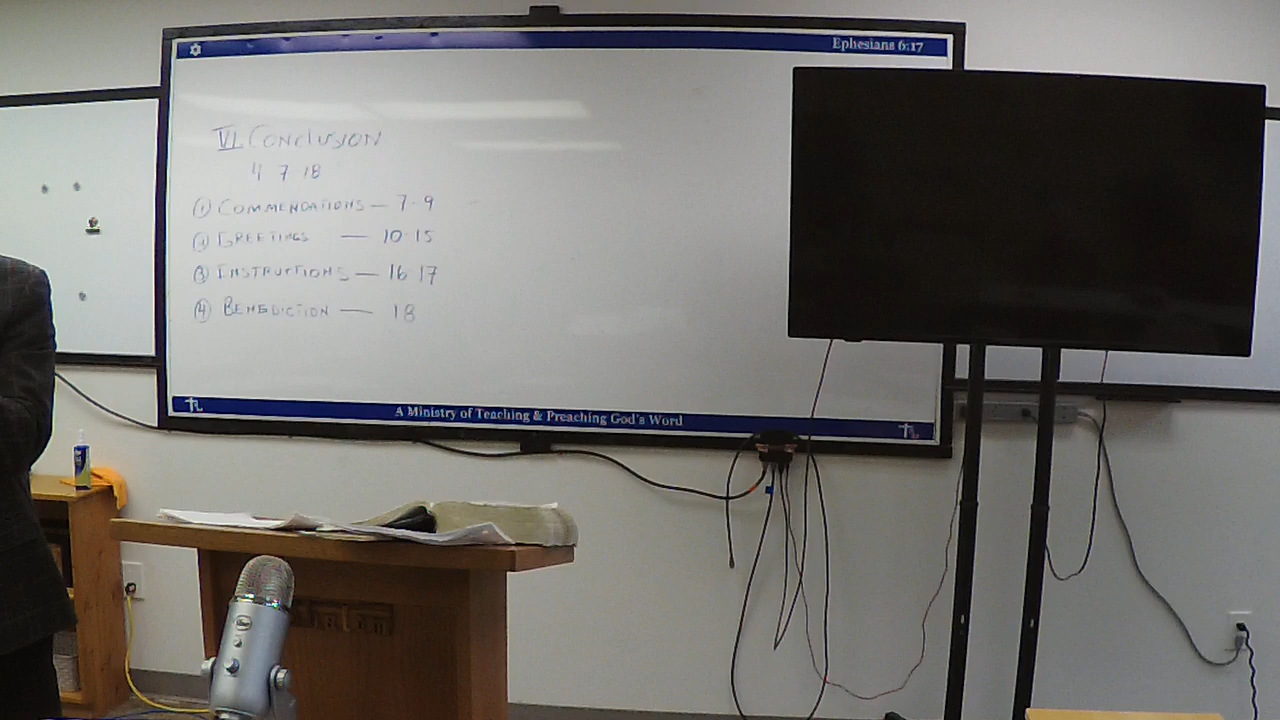 Ephesians 6:17
VI Conclusion
4 7-18
① Commendations — 7-9
② Greetings — 10-15
③ Instructions — 16-17
④ Benediction — 18
A Ministry of Teaching & Preaching God's Word